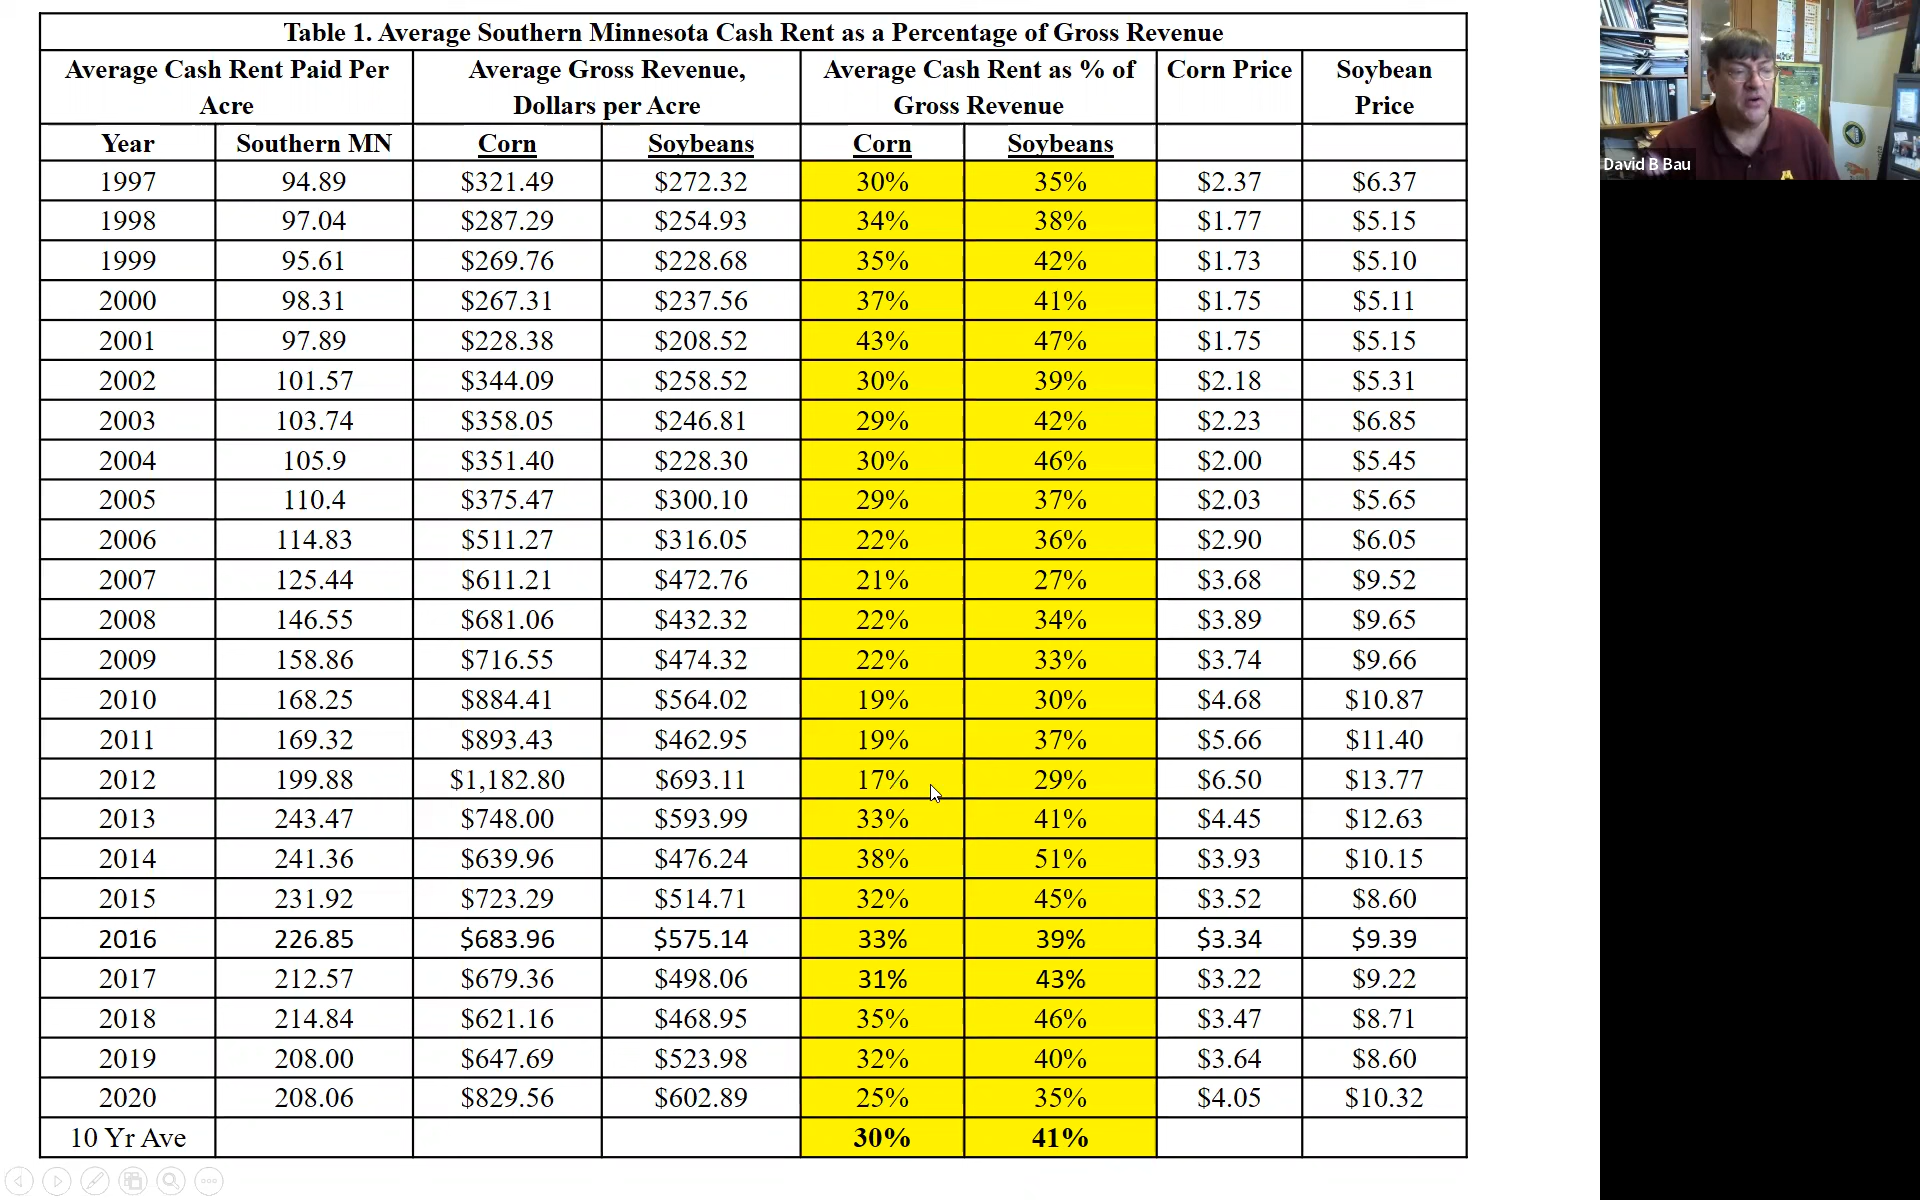 Table 1. Average Southern Minnesota Cash Rent as a Percentage of Gross Revenue
Average Cash Rent Paid Per Acre Average Gross Revenue, Dollars per Acre Average Cash Rent as % of Gross Revenue Corn Price Soybean Price
Year Southern MN Corn Soybeans Corn Soybeans
1997 94.89 $321.49 $272.32 30% 35% $2.37 $6.37
1998 97.04 $287.29 $254.93 34% 38% $1.77 $5.15
1999 95.61 $269.76 $228.68 35% 42% $1.73 $5.10
2000 98.31 $267.31 $237.56 37% 41% $1.75 $5.11
2001 97.89 $228.38 $208.52 43% 47% $1.75 $5.15
2002 101.57 $344.09 $258.52 30% 39% $2.18 $5.31
2003 103.74 $358.05 $246.81 29% 42% $2.23 $6.85
2004 105.9 $351.40 $228.30 30% 46% $2.00 $5.45
2005 110.4 $375.47 $300.10 29% 37% $2.03 $5.65
2006 114.83 $511.27 $316.05 22% 36% $2.90 $6.05
2007 125.44 $611.21 $472.76 21% 27% $3.68 $9.52
2008 146.55 $681.06 $432.32 22% 34% $3.89 $9.65
2009 158.86 $716.55 $474.32 22% 33% $3.74 $9.66
2010 168.25 $884.41 $564.02 19% 30% $4.68 $10.87
2011 169.32 $893.43 $462.95 19% 37% $5.66 $11.40
2012 199.88 $1,182.80 $693.11 17% 29% $6.50 $13.77
2013 243.47 $748.00 $593.99 33% 41% $4.45 $12.63
2014 241.36 $639.96 $476.24 38% 51% $3.93 $10.15
2015 231.92 $723.29 $514.71 32% 45% $3.52 $8.60
2016 226.85 $683.96 $575.14 33% 39% $3.34 $9.39
2017 212.57 $679.36 $498.06 31% 43% $3.22 $9.22
2018 214.84 $621.16 $468.95 35% 46% $3.47 $8.71
2019 208.00 $647.69 $523.98 32% 40% $3.64 $8.60
2020 208.06 $829.56 $602.89 25% 35% $4.05 $10.32
10 Yr Ave 30% 41%
David B Bau